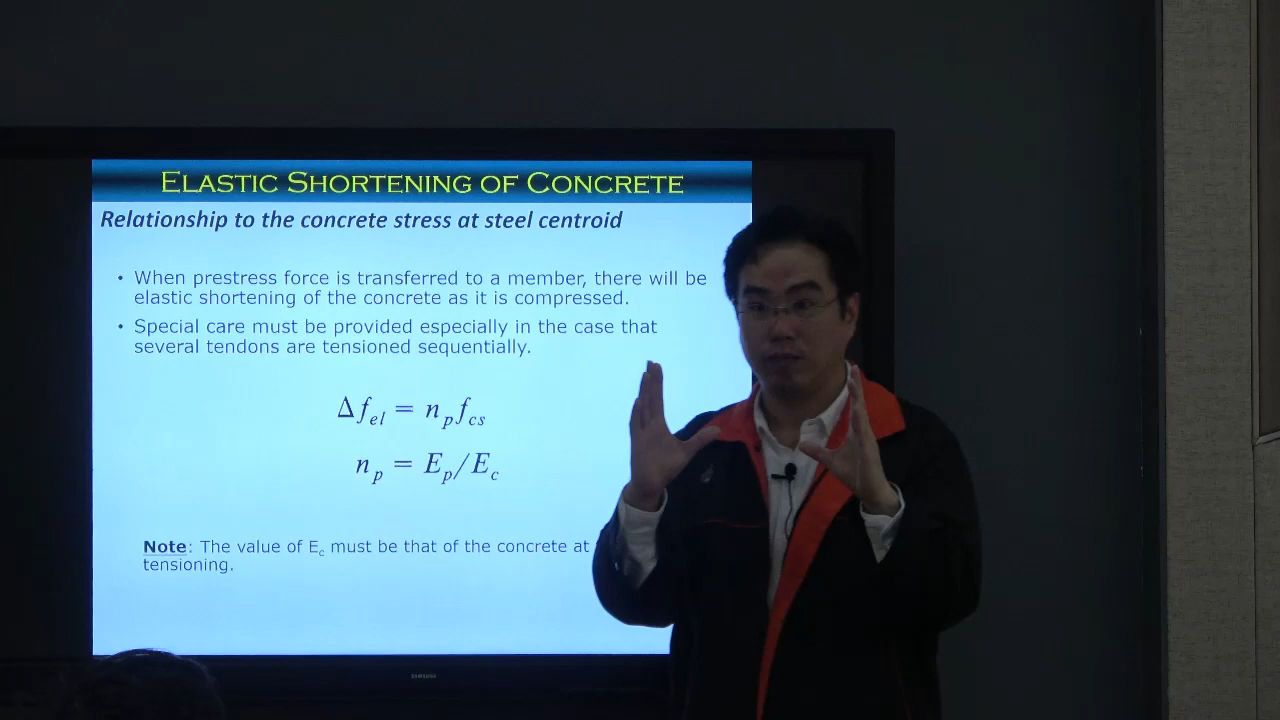 ELASTIC SHORTENING OF CONCRETE
Relationship to the concrete stress at steel centroid
• When prestress force is transferred to a member, there will be
elastic shortening of the concrete as it is compressed.
• Special care must be provided especially in the case that
several tendons are tensioned sequentially.
Δf_el = n_p f_cs
n_p = E_p/E_c
Note: The value of E_c must be that of the concrete at
tensioning.
SAMSUNG